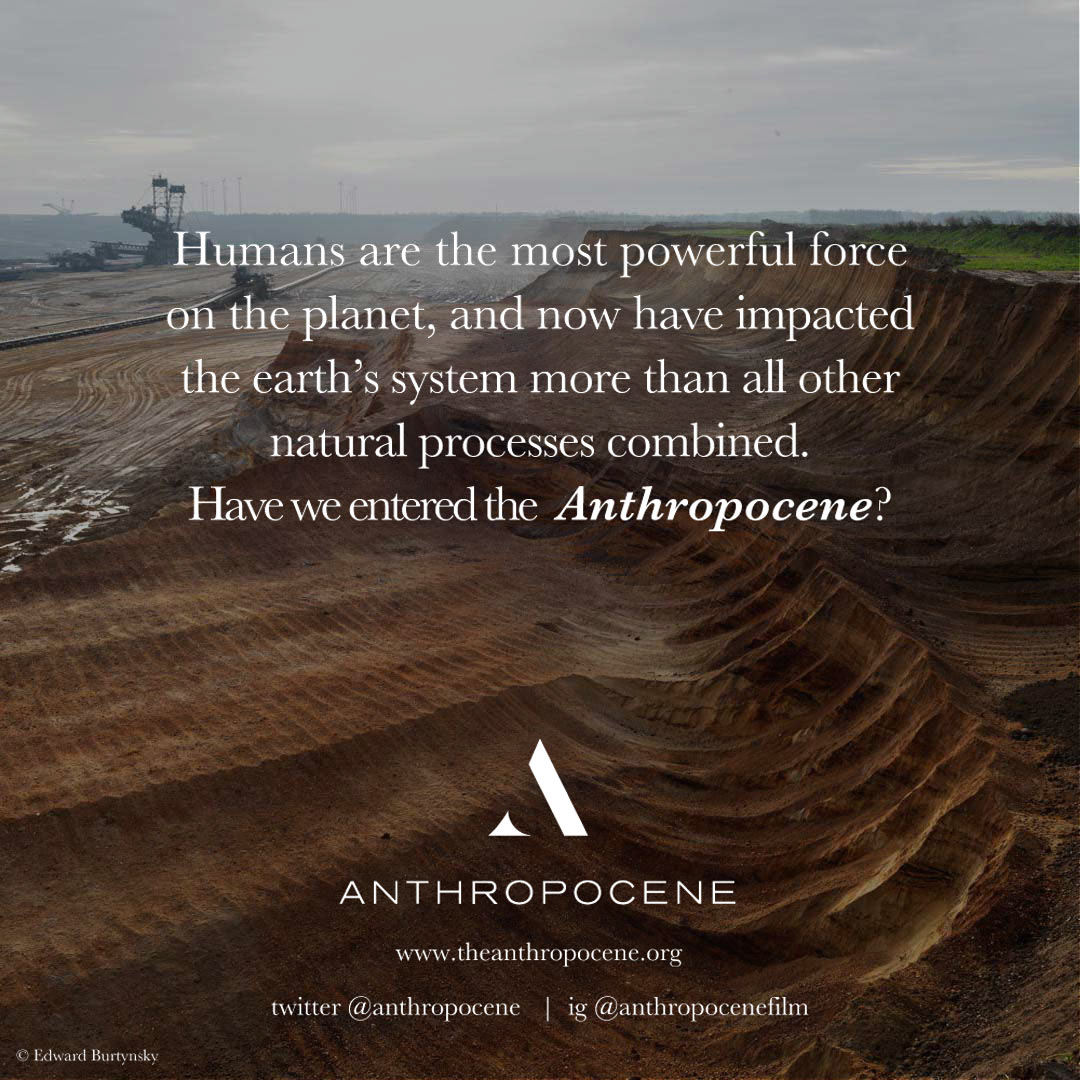 Humans are the most powerful force
on the planet, and now have impacted
the earth’s system more than all other
natural processes combined.
Have we entered the Anthropocene?
ANTHROPOCENE
www.theanthropocene.org
twitter @anthropocene | ig @anthropocenefilm
© Edward Burtynsky